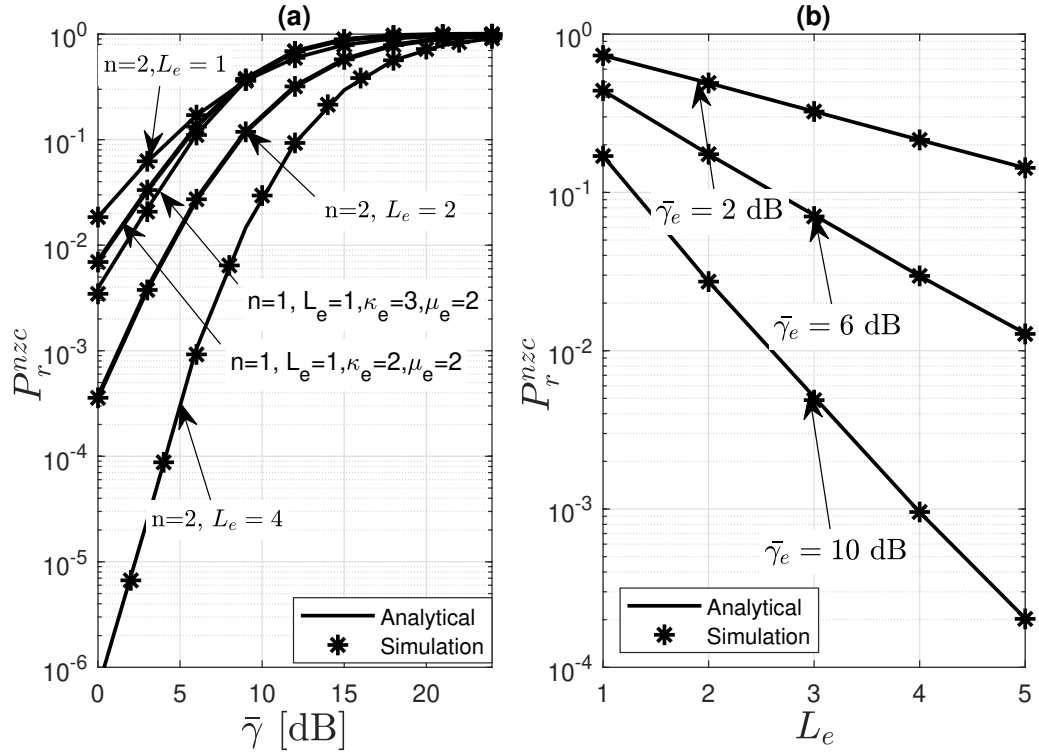 (a)
10^0
10^-1
10^-2
10^-3
10^-4
10^-5
10^-6
P_r^{nzc}
n=2,L_e = 1
n=2, L_e = 2
n=1, L_e=1,κ_e=3,μ_e=2
n=1, L_e=1,κ_e=2,μ_e=2
n=2, L_e = 4
Analytical
Simulation
0 5 10 15 20
γ̄ [dB]
(b)
10^0
10^-1
10^-2
10^-3
10^-4
P_r^{nzc}
γ̄_e = 2 dB
γ̄_e = 6 dB
γ̄_e = 10 dB
Analytical
Simulation
1 2 3 4 5
L_e